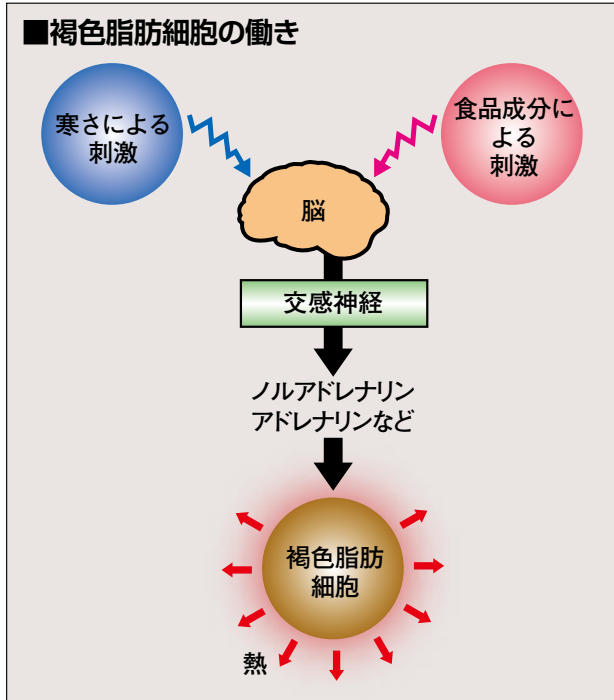 ■褐色脂肪細胞の働き
寒さによる
刺激
食品成分に
よる
刺激
脳
交感神経
ノルアドレナリン
アドレナリンなど
褐色脂肪
細胞
熱